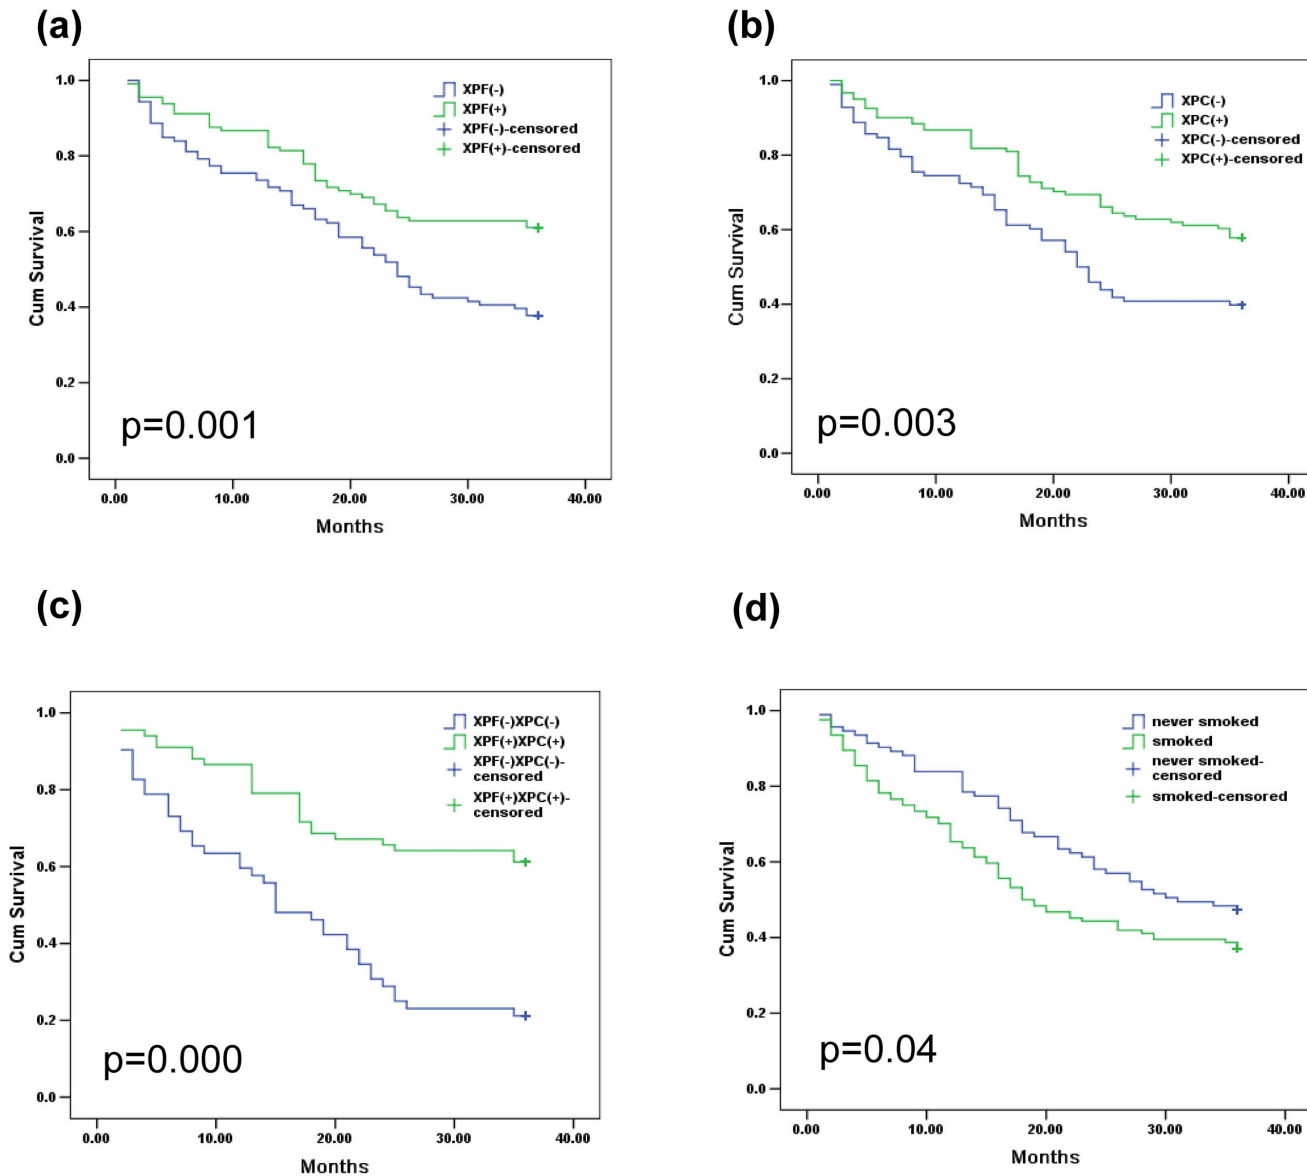 (a)
XPF(-)
XPF(+)
XPF(-)-censored
XPF(+)-censored
1.0
0.8
0.6
0.4
0.2
0.0
Cum Survival
p=0.001
0.00 10.00 20.00 30.00 40.00
Months
(b)
XPC(-)
XPC(+)
XPC(-)-censored
XPC(+)-censored
1.0
0.8
0.6
0.4
0.2
0.0
Cum Survival
p=0.003
0.00 10.00 20.00 30.00 40.00
Months
(c)
XPF(-)XPC(-)
XPF(+)XPC(+)
XPF(-)XPC(-)-
censored
XPF(+)XPC(+)-
censored
1.0
0.8
0.6
0.4
0.2
0.0
Cum Survival
p=0.000
0.00 10.00 20.00 30.00 40.00
Months
(d)
never smoked
smoked
never smoked-
censored
smoked-censored
1.0
0.8
0.6
0.4
0.2
0.0
Cum Survival
p=0.04
0.00 10.00 20.00 30.00 40.00
Months